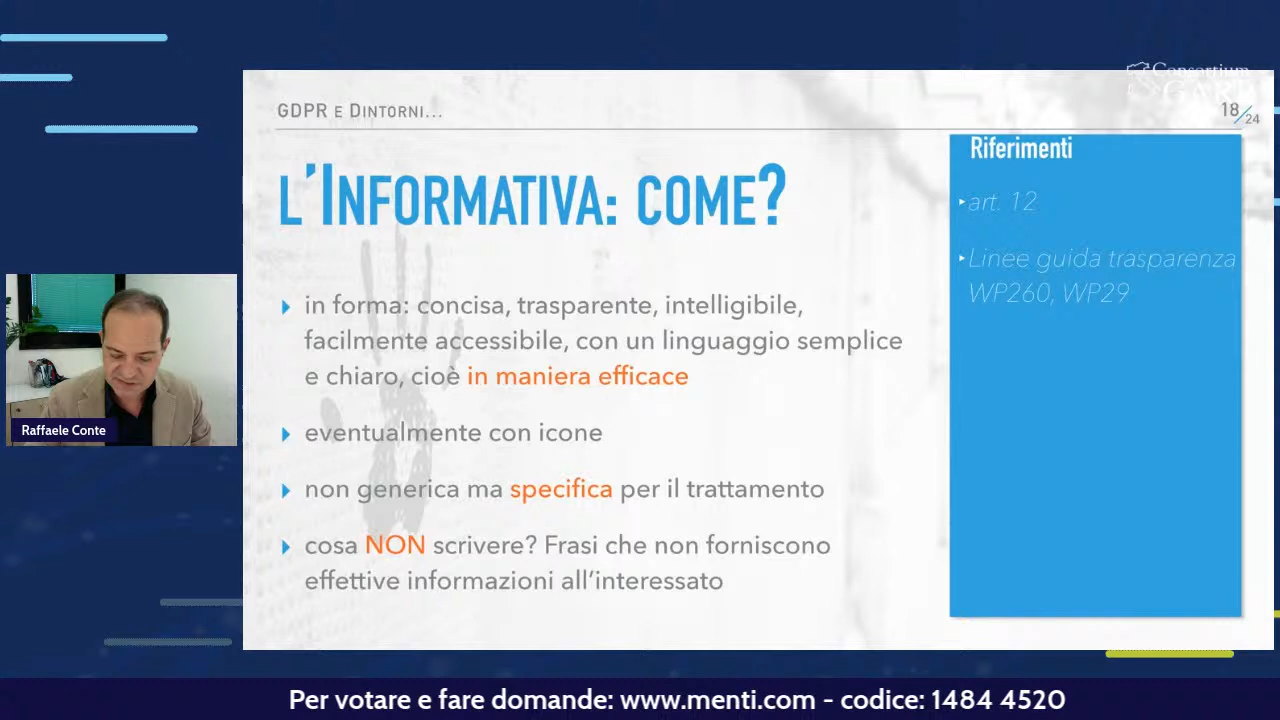 Consortium
GARR
GDPR E DINTORNI...
18/24
L'INFORMATIVA: COME?
in forma: concisa, trasparente, intelligibile,
facilmente accessibile, con un linguaggio semplice
e chiaro, cioè in maniera efficace
eventualmente con icone
non generica ma specifica per il trattamento
cosa NON scrivere? Frasi che non forniscono
effettive informazioni all'interessato
Riferimenti
art. 12
Linee guida trasparenza
WP260, WP29
Raffaele Conte
Per votare e fare domande: www.menti.com - codice: 1484 4520